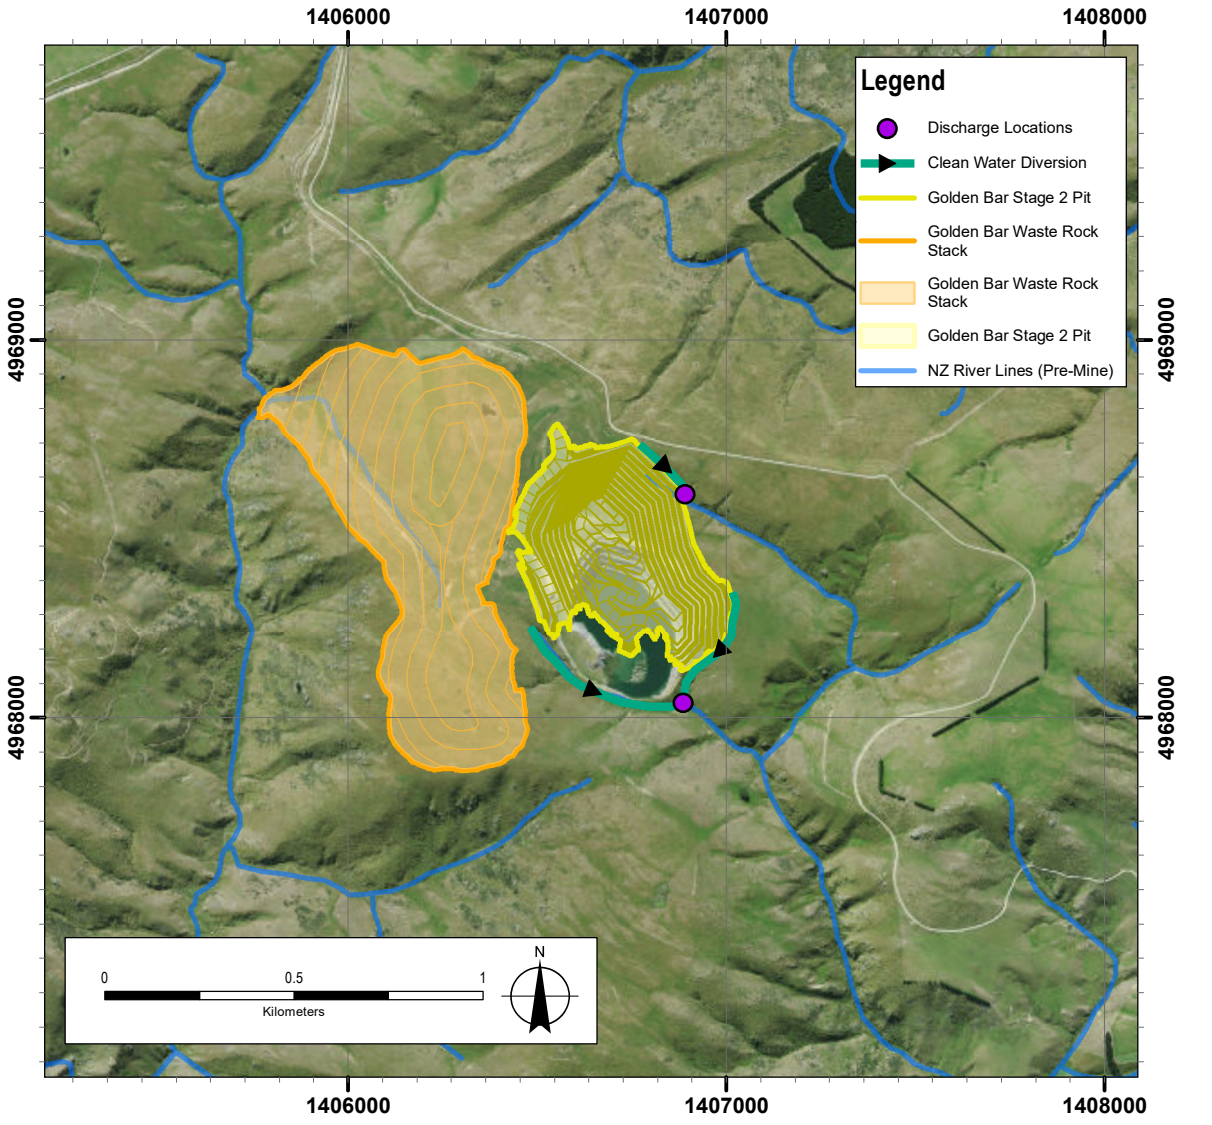 1406000
1407000
1408000
Legend
Discharge Locations
Clean Water Diversion
Golden Bar Stage 2 Pit
Golden Bar Waste Rock
Stack
Golden Bar Waste Rock
Stack
Golden Bar Stage 2 Pit
NZ River Lines (Pre-Mine)
4969000
4969000
4968000
4968000
0
0.5
1
Kilometers
N
1406000
1407000
1408000